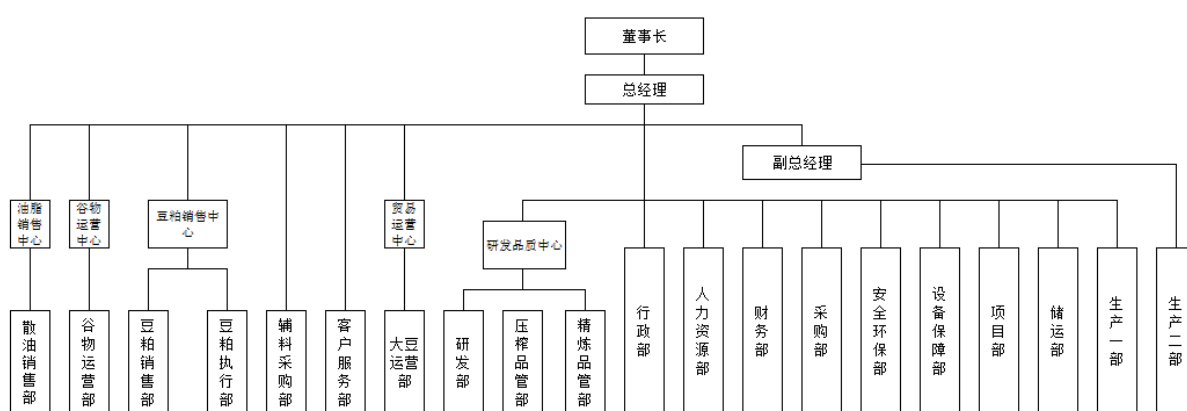 董事长
总经理
副总经理
油脂
销售
中心
谷物
运营
中心
豆粕销售中
心
贸易
运营
中心
研发品质中心
散油销售部
谷物运营部
豆粕销售部
豆粕执行部
辅料采购部
客户服务部
大豆
运营
部
研发部
压榨品管部
精炼品管部
行政部
人力资源部
财务部
采购部
安全环保部
设备保障部
项目部
储运部
生产一部
生产二部